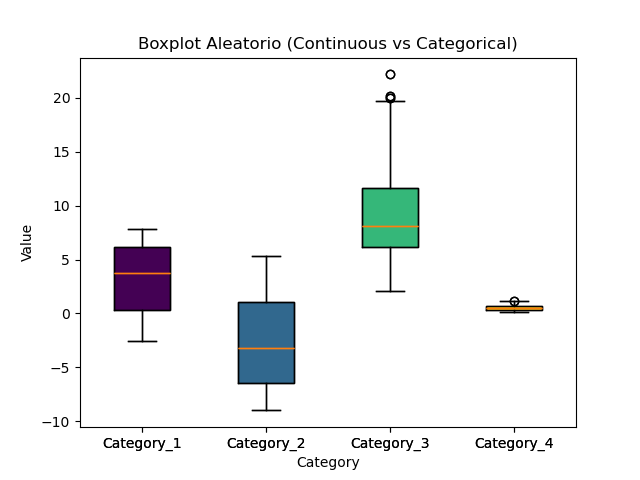 Boxplot Aleatorio (Continuous vs Categorical)
20
15
10
5
0
−5
−10
Value
Category_1 Category_2 Category_3 Category_4
Category